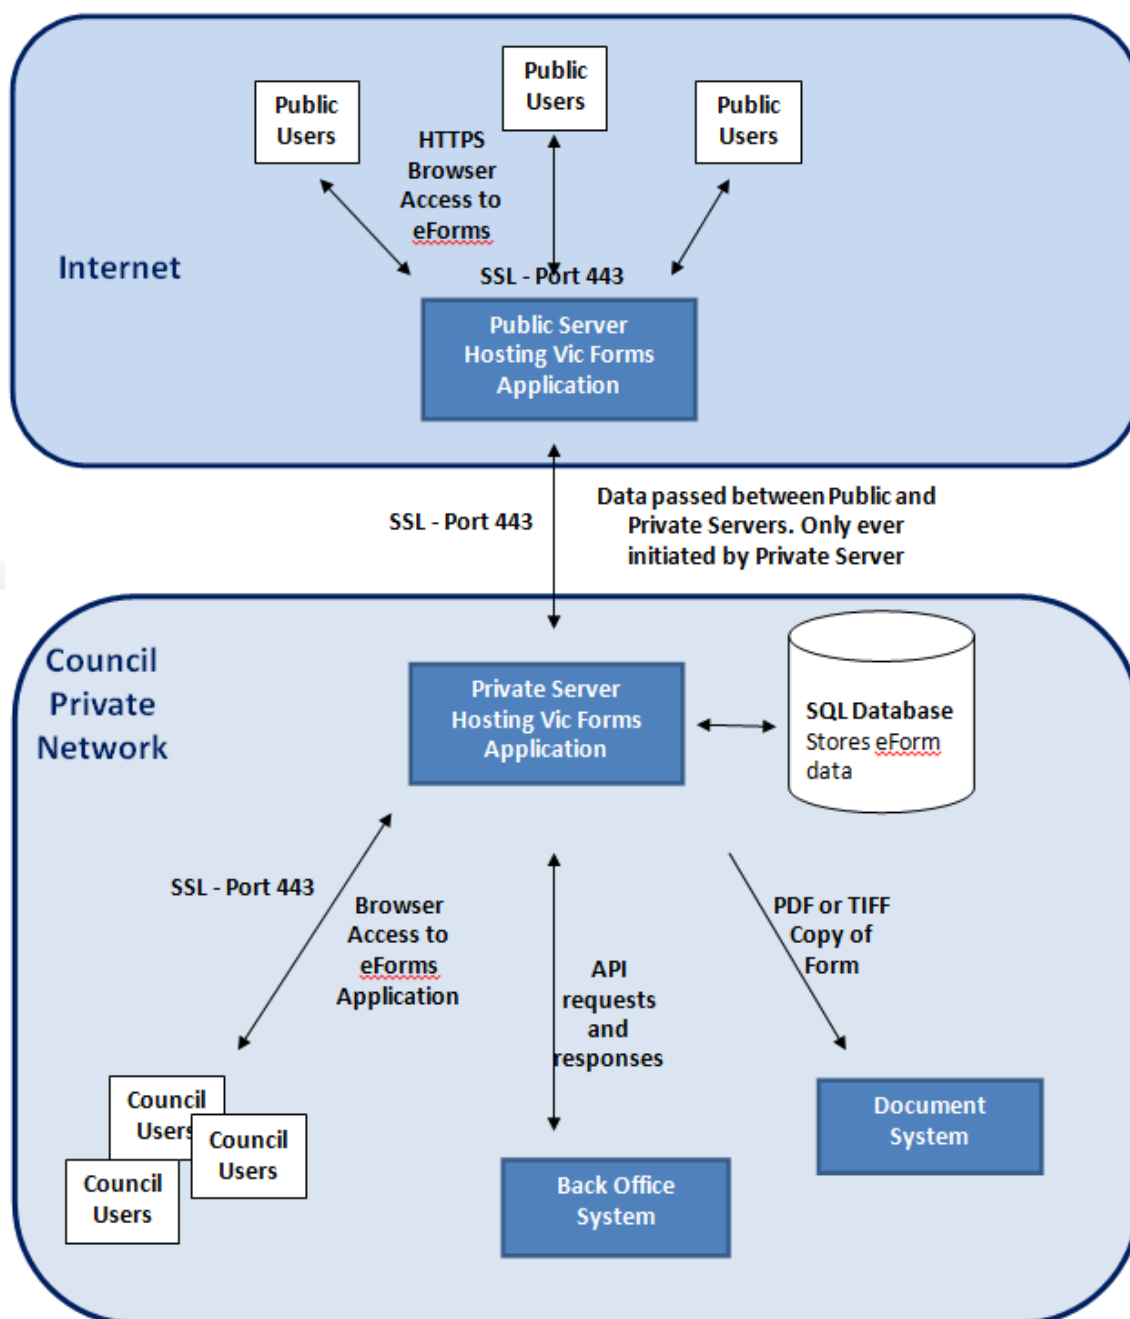 Public
Users
Public
Users
Public
Users
HTTPS
Browser
Access to
eForms
Internet
SSL - Port 443
Public Server
Hosting Vic Forms
Application
SSL - Port 443
Data passed between Public and
Private Servers. Only ever
initiated by Private Server
Council
Private
Network
Private Server
Hosting Vic Forms
Application
SQL Database
Stores eForm
data
SSL - Port 443
Browser
Access to
eForms
Application
API
requests
and
responses
PDF or TIFF
Copy of
Form
Council
Users
Council
Users
Council
Users
Back Office
System
Document
System